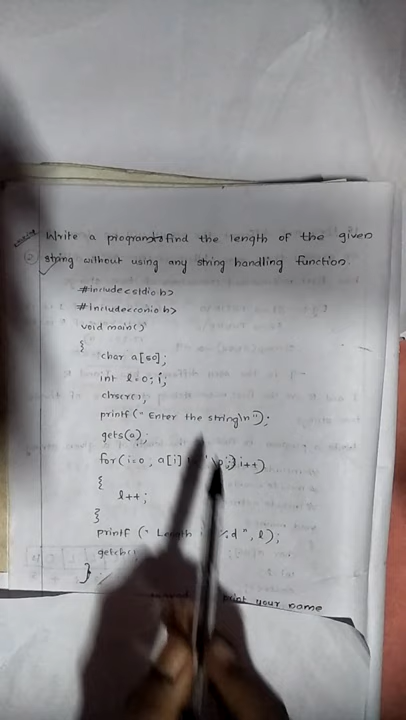 Write a program to find the length of the given
string without using any string handling function.
#include<stdio.h>
#include<conio.h>
void main()
{
char a[50];
int l=0; i;
clrscr();
printf("Enter the string\n");
gets(a);
for(i=0, a[i] i++)
{
l++;
}
printf("Length %d", l);
getch();
}
print your name